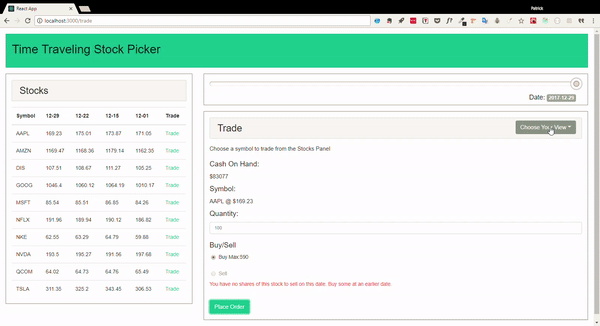 React App
Patrick
localhost:3000/trade
Time Traveling Stock Picker
Stocks
Symbol 12-29 12-22 12-15 12-01
AAPL 169.23 175.01 173.87 171.05 Trade
AMZN 1169.47 1168.36 1179.14 1162.35 Trade
DIS 107.51 108.67 111.27 105.25 Trade
GOOG 1046.4 1060.12 1064.19 1010.17 Trade
MSFT 85.54 85.51 86.85 84.26 Trade
NFLX 191.96 189.94 190.12 186.82 Trade
NKE 62.55 63.29 64.79 59.88 Trade
NVDA 193.5 195.27 191.56 197.68 Trade
QCOM 64.02 64.73 64.76 65.49 Trade
TSLA 311.35 325.2 343.45 306.53 Trade
Date: 2017-12-29
Trade
Choose Your View
Choose a symbol to trade from the Stocks Panel
Cash On Hand:
$83077
Symbol:
AAPL @ $169.23
Quantity:
100
Buy/Sell
Buy Max:590
Sell
You have no shares of this stock to sell on this date. Buy some at an earlier date.
Place Order